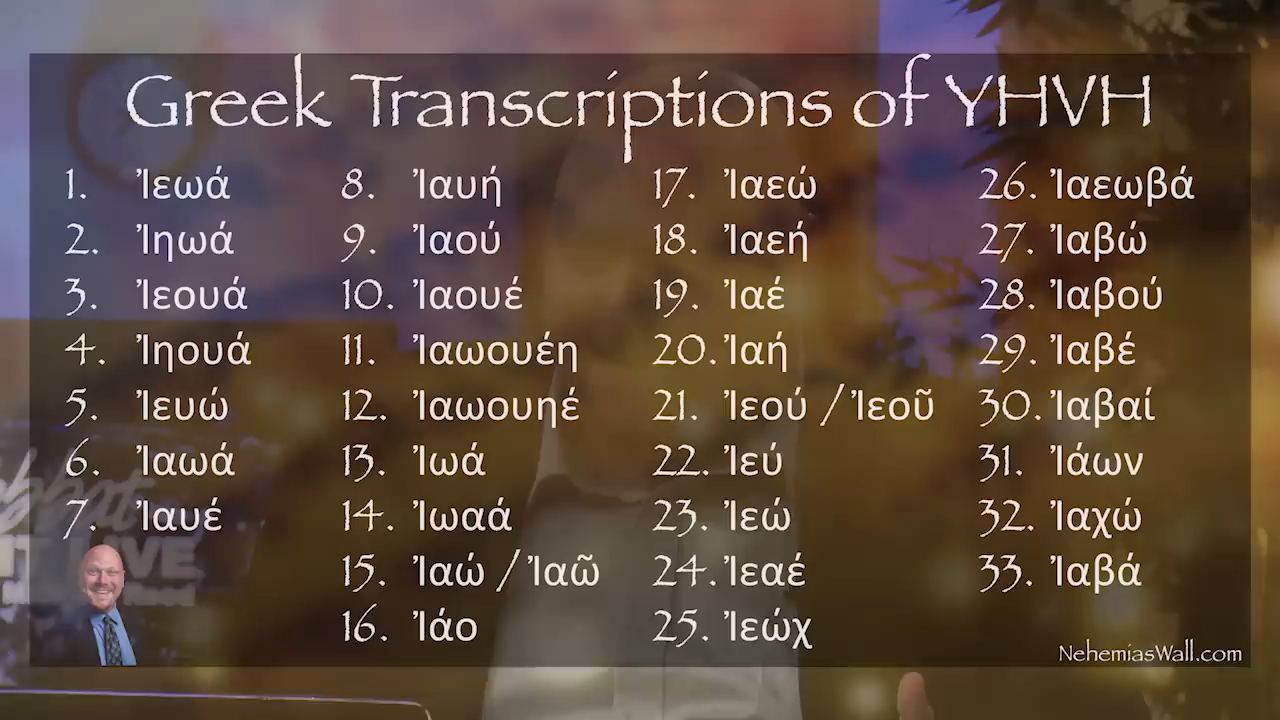 Greek Transcriptions of YHVH
1. Ἰεωά
2. Ἰηωά
3. Ἰεουά
4. Ἰηουά
5. Ἰευώ
6. Ἰαωά
7. Ἰαυέ
8. Ἰαυή
9. Ἰαού
10. Ἰαουέ
11. Ἰαωουέη
12. Ἰαωουηέ
13. Ἰωά
14. Ἰωαά
15. Ἰαώ / Ἰαῶ
16. Ἰάο
17. Ἰαεώ
18. Ἰαεή
19. Ἰαέ
20. Ἰαή
21. Ἰεού / Ἰεοῦ
22. Ἰεύ
23. Ἰεώ
24. Ἰεαέ
25. Ἰεώχ
26. Ἰαεωβά
27. Ἰαβώ
28. Ἰαβού
29. Ἰαβέ
30. Ἰαβαί
31. Ἰάων
32. Ἰαχώ
33. Ἰαβά
NehemiasWall.com